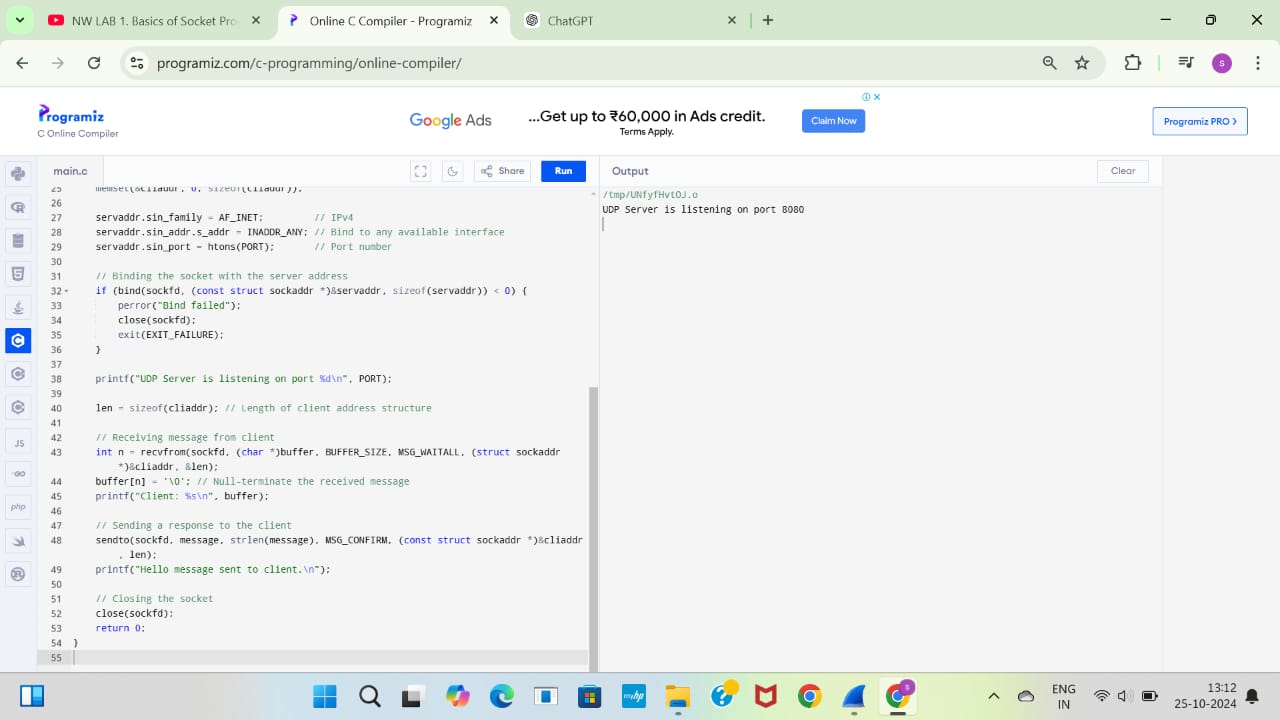 NW LAB 1. Basics of Socket Pro
Online C Compiler - Programiz
ChatGPT
programiz.com/c-programming/online-compiler/
s
Programiz
C Online Compiler
Google Ads
...Get up to ₹60,000 in Ads credit.
Terms Apply.
Claim Now
Programiz PRO >
main.c
Share
Run
Output
Clear
25 memset(&cliaddr, 0, sizeof(cliaddr));
26
27 servaddr.sin_family = AF_INET; // IPv4
28 servaddr.sin_addr.s_addr = INADDR_ANY; // Bind to any available interface
29 servaddr.sin_port = htons(PORT); // Port number
30
31 // Binding the socket with the server address
32 if (bind(sockfd, (const struct sockaddr *)&servaddr, sizeof(servaddr)) < 0) {
33 perror("Bind failed");
34 close(sockfd);
35 exit(EXIT_FAILURE);
36 }
37
38 printf("UDP Server is listening on port %d\n", PORT);
39
40 len = sizeof(cliaddr); // Length of client address structure
41
42 // Receiving message from client
43 int n = recvfrom(sockfd, (char *)buffer, BUFFER_SIZE, MSG_WAITALL, (struct sockaddr
*)&cliaddr, &len);
44 buffer[n] = '\0'; // Null-terminate the received message
45 printf("Client: %s\n", buffer);
46
47 // Sending a response to the client
48 sendto(sockfd, message, strlen(message), MSG_CONFIRM, (const struct sockaddr *)&cliaddr
, len);
49 printf("Hello message sent to client.\n");
50
51 // Closing the socket
52 close(sockfd);
53 return 0;
54 }
55
/tmp/UNfyfHvtOJ.o
UDP Server is listening on port 8080
JS
GO
php
myhp
s
ENG
IN
13:12
25-10-2024